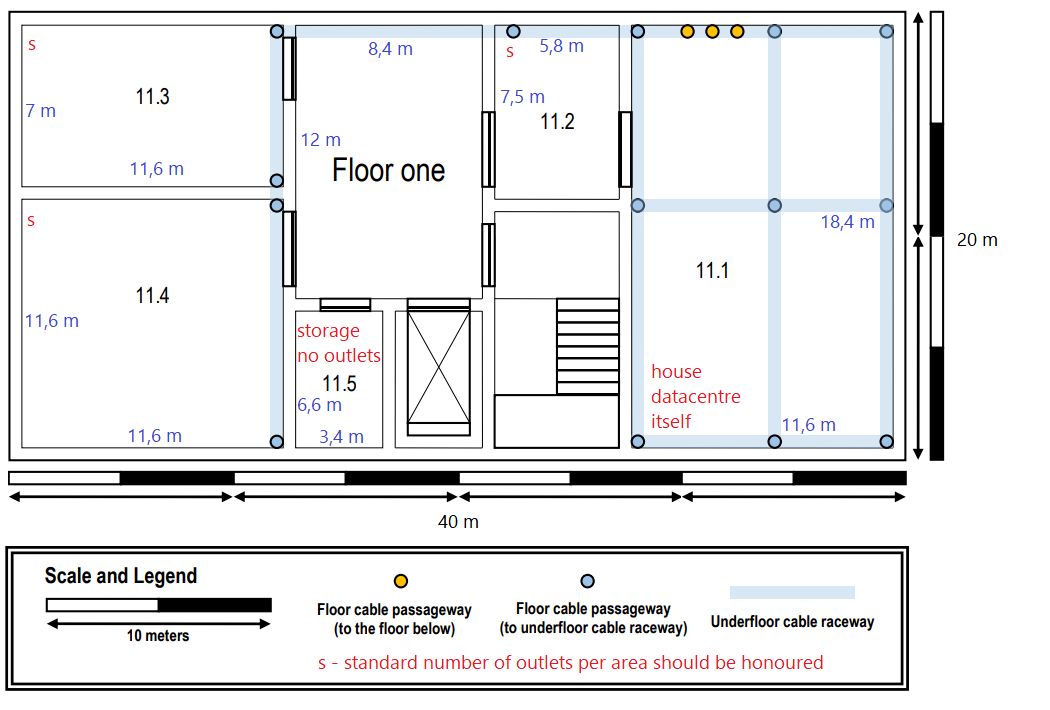 s
8,4 m
5,8 m
s
7,5 m
11.3
7 m
11.2
12 m
11,6 m
Floor one
s
18,4 m
20 m
11.1
11.4
11,6 m
storage
no outlets
11.5
6,6 m
house
datacentre
itself
11,6 m
11,6 m
3,4 m
40 m
Scale and Legend
10 meters
Floor cable passageway
(to the floor below)
Floor cable passageway
(to underfloor cable raceway)
Underfloor cable raceway
s - standard number of outlets per area should be honoured